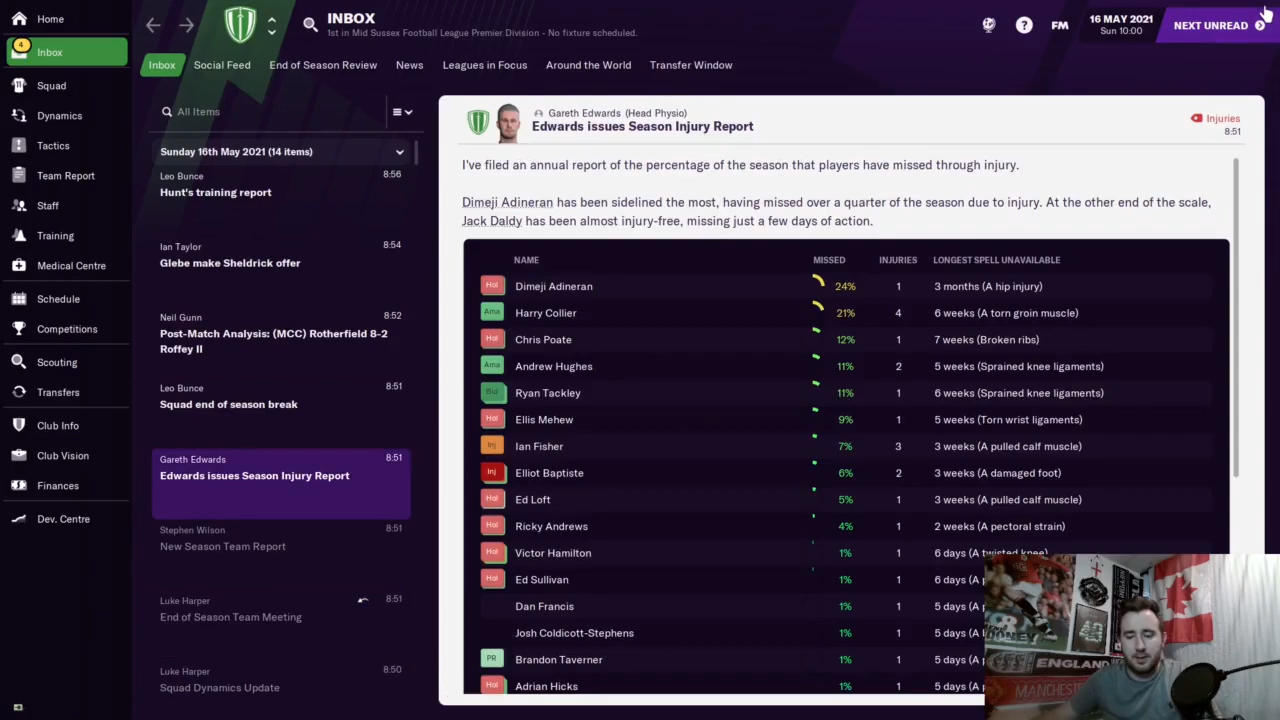 Home
4
Inbox
Squad
Dynamics
Tactics
Team Report
Staff
Training
Medical Centre
Schedule
Competitions
Scouting
Transfers
Club Info
Club Vision
Finances
Dev. Centre
INBOX
1st in Mid Sussex Football League Premier Division - No fixture scheduled.
?
FM
16 MAY 2021
Sun 10:00
NEXT UNREAD
Inbox
Social Feed
End of Season Review
News
Leagues in Focus
Around the World
Transfer Window
All Items
Sunday 16th May 2021 (14 items)
Leo Bunce 8:56
Hunt's training report
Ian Taylor 8:54
Glebe make Sheldrick offer
Neil Gunn 8:52
Post-Match Analysis: (MCC) Rotherfield 8-2
Roffey II
Leo Bunce 8:51
Squad end of season break
Gareth Edwards 8:51
Edwards issues Season Injury Report
Stephen Wilson 8:51
New Season Team Report
Luke Harper 8:51
End of Season Team Meeting
Luke Harper 8:50
Squad Dynamics Update
Gareth Edwards (Head Physio)
Edwards issues Season Injury Report
Injuries
8:51
I've filed an annual report of the percentage of the season that players have missed through injury.
Dimeji Adineran has been sidelined the most, having missed over a quarter of the season due to injury. At the other end of the scale,
Jack Daldy has been almost injury-free, missing just a few days of action.
NAME MISSED INJURIES LONGEST SPELL UNAVAILABLE
Hol Dimeji Adineran 24% 1 3 months (A hip injury)
Ama Harry Collier 21% 4 6 weeks (A torn groin muscle)
Hol Chris Poate 12% 1 7 weeks (Broken ribs)
Ama Andrew Hughes 11% 2 5 weeks (Sprained knee ligaments)
Bid Ryan Tackley 11% 1 6 weeks (Sprained knee ligaments)
Hol Ellis Mehew 9% 1 5 weeks (Torn wrist ligaments)
Inj Ian Fisher 7% 3 3 weeks (A pulled calf muscle)
Inj Elliot Baptiste 6% 2 3 weeks (A damaged foot)
Hol Ed Loft 5% 1 3 weeks (A pulled calf muscle)
Hol Ricky Andrews 4% 1 2 weeks (A pectoral strain)
Hol Victor Hamilton 1% 1 6 days (A twisted knee)
Hol Ed Sullivan 1% 1 6 days (A
Dan Francis 1% 1 5 days (A
Josh Coldicott-Stephens 1% 1 5 days (A
PR Brandon Taverner 1% 1 5 days (A
Hol Adrian Hicks 1% 1 5 days (A
ENGLAND
MANCHESTER